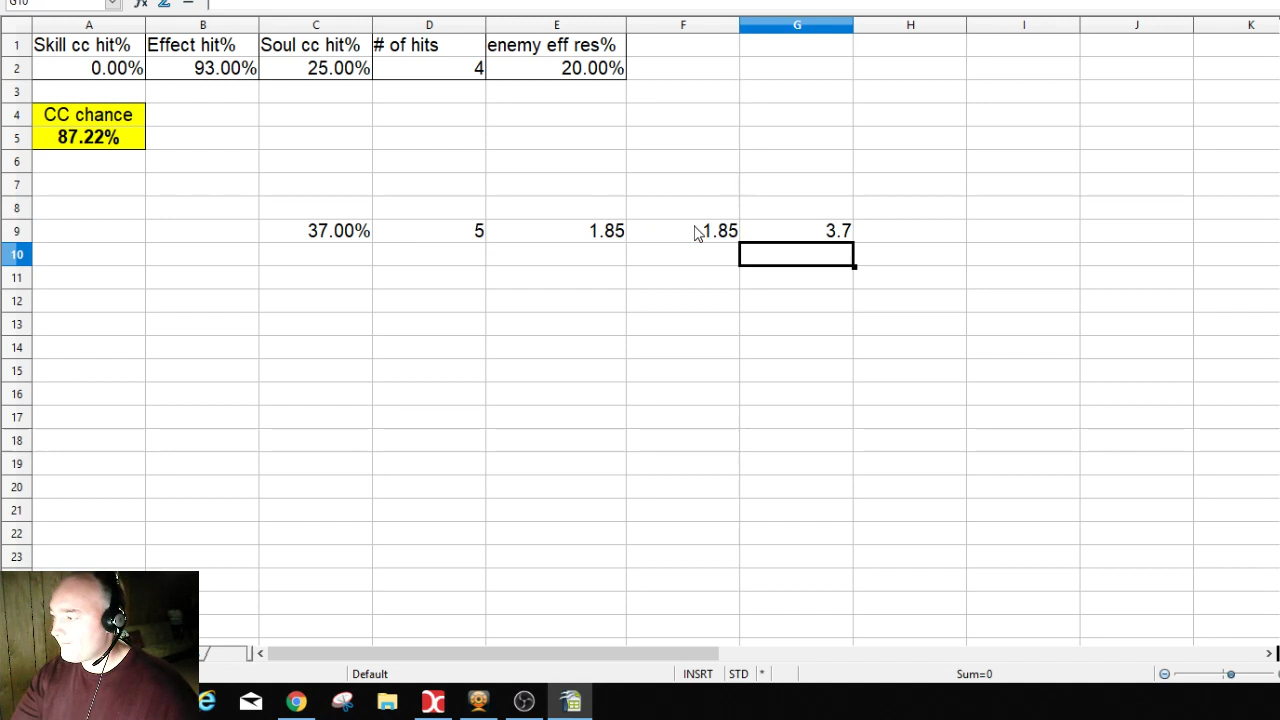 G10
A B C D E F G H I J K
1 Skill cc hit% Effect hit% Soul cc hit% # of hits enemy eff res%
2 0.00% 93.00% 25.00% 4 20.00%
3
4 CC chance
5 87.22%
6
7
8
9 37.00% 5 1.85 1.85 3.7
10
11
12
13
14
15
16
17
18
19
20
21
22
23
Default INSRT STD * Sum=0